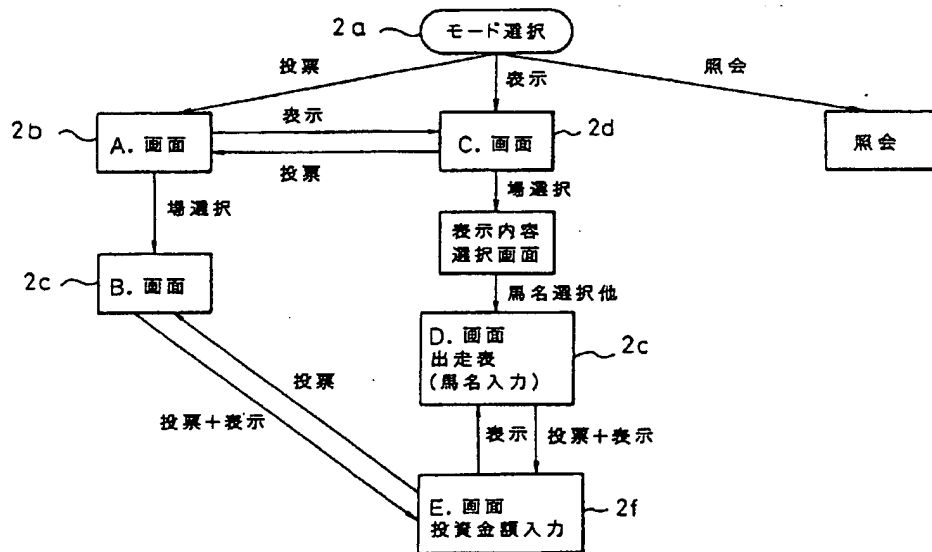 2a
モード選択
投票
表示
照会
2b
A. 画面
表示
投票
C. 画面
2d
照会
場選択
場選択
表示内容
選択画面
2c
B. 画面
馬名選択他
D. 画面
出走表
(馬名入力)
2c
投票
投票+表示
表示
投票+表示
E. 画面
投資金額入力
2f